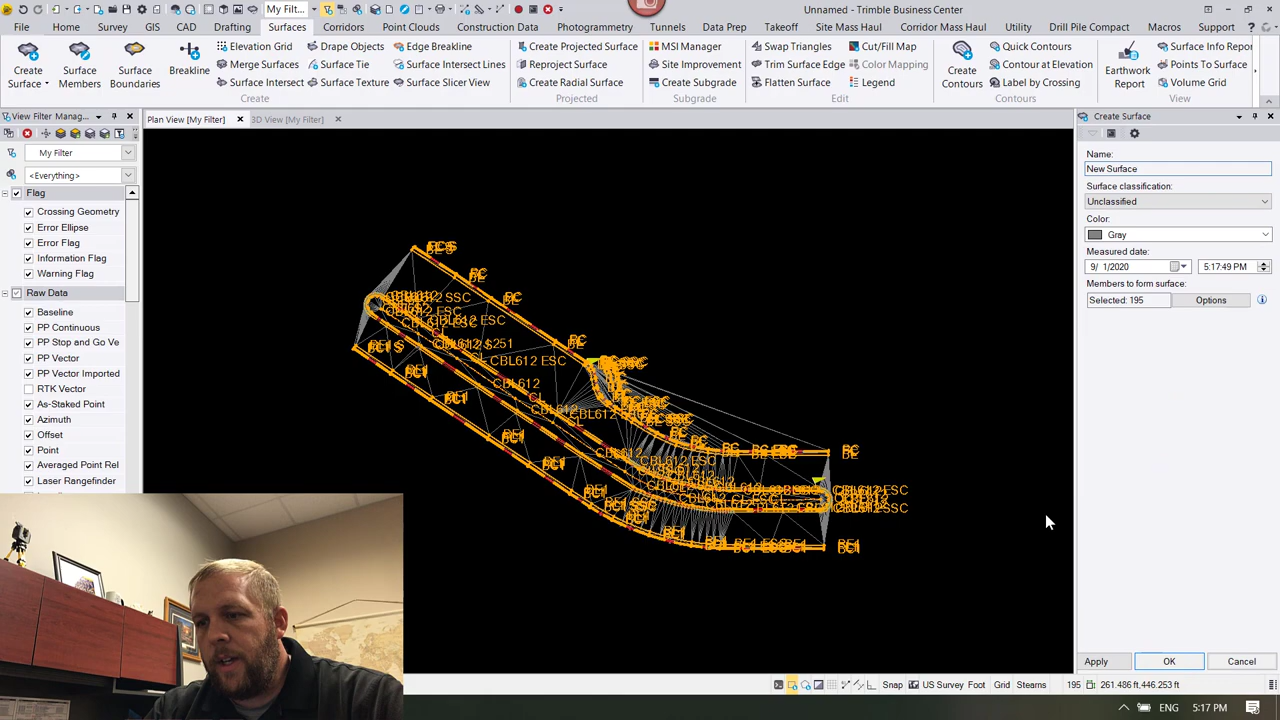 My Filt...
Unnamed - Trimble Business Center
File Home Survey GIS CAD Drafting Surfaces Corridors Point Clouds Construction Data Photogrammetry Tunnels Data Prep Takeoff Site Mass Haul Corridor Mass Haul Utility Drill Pile Compact Macros Support
Create Surface
Surface Members
Surface Boundaries
Breakline
Elevation Grid
Merge Surfaces
Surface Intersect
Drape Objects
Surface Tie
Surface Texture
Edge Breakline
Surface Intersect Lines
Surface Slicer View
Create
Create Projected Surface
Reproject Surface
Create Radial Surface
Projected
MSI Manager
Site Improvement
Create Subgrade
Subgrade
Swap Triangles
Trim Surface Edge
Flatten Surface
Cut/Fill Map
Color Mapping
Legend
Edit
Create Contours
Quick Contours
Contour at Elevation
Label by Crossing
Contours
Earthwork Report
Surface Info Repor
Points To Surface
Volume Grid
View
View Filter Manag...
Plan View [My Filter]
3D View [My Filter]
Create Surface
My Filter
<Everything>
Flag
Crossing Geometry
Error Ellipse
Error Flag
Information Flag
Warning Flag
Raw Data
Baseline
PP Continuous
PP Stop and Go Ve
PP Vector
PP Vector Imported
RTK Vector
As-Staked Point
Azimuth
Offset
Point
Averaged Point Rel
Laser Rangefinder
CBL612 ESC
CBL612
CL
Name:
New Surface
Surface classification:
Unclassified
Color:
Gray
Measured date:
9/ 1/2020
5:17:49 PM
Members to form surface:
Selected: 195
Options
Apply
OK
Cancel
Snap
US Survey Foot
Grid
Stearns
195
261.486 ft,446.253 ft
ENG
5:17 PM